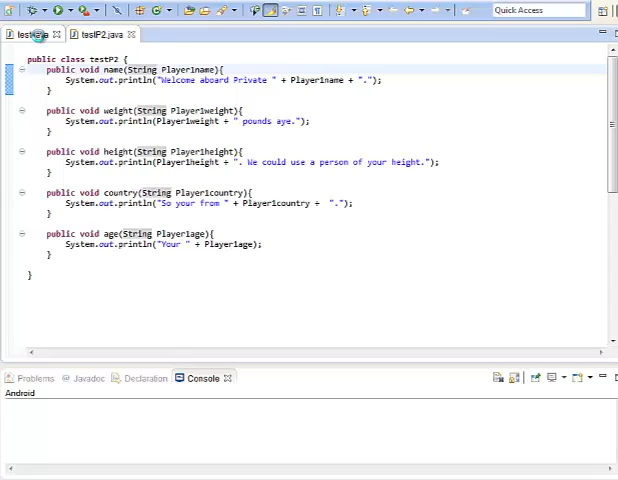 Quick Access
testIP2.java
public class testP2 {
public void name(String Player1name){
System.out.println("Welcome aboard Private " + Player1name + ".");
}
public void weight(String Player1weight){
System.out.println(Player1weight + " pounds aye.");
}
public void height(String Player1height){
System.out.println(Player1height + ". We could use a person of your height.");
}
public void country(String Player1country){
System.out.println("So your from " + Player1country +  ".");
}
public void age(String Player1age){
System.out.println("Your " + Player1age);
}
}
Problems @ Javadoc Declaration Console
Android